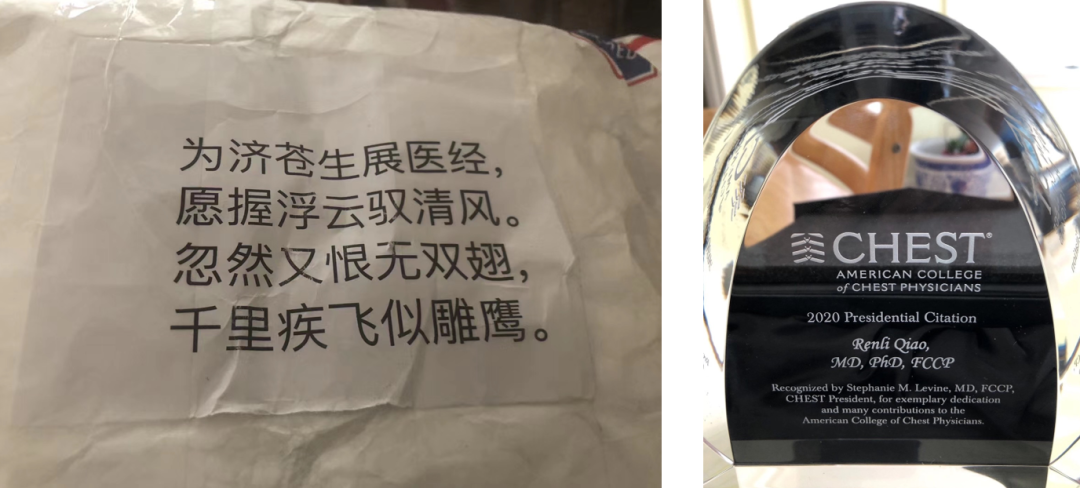 为济苍生展医经，
愿握浮云驭清风。
忽然又恨无双翅，
千里疾飞似雕鹰。
CHEST®
AMERICAN COLLEGE
of CHEST PHYSICIANS
2020 Presidential Citation
Renli Qiao,
MD, PhD, FCCP
Recognized by Stephanie M. Levine, MD, FCCP,
CHEST President, for exemplary dedication
and many contributions to the
American College of Chest Physicians.